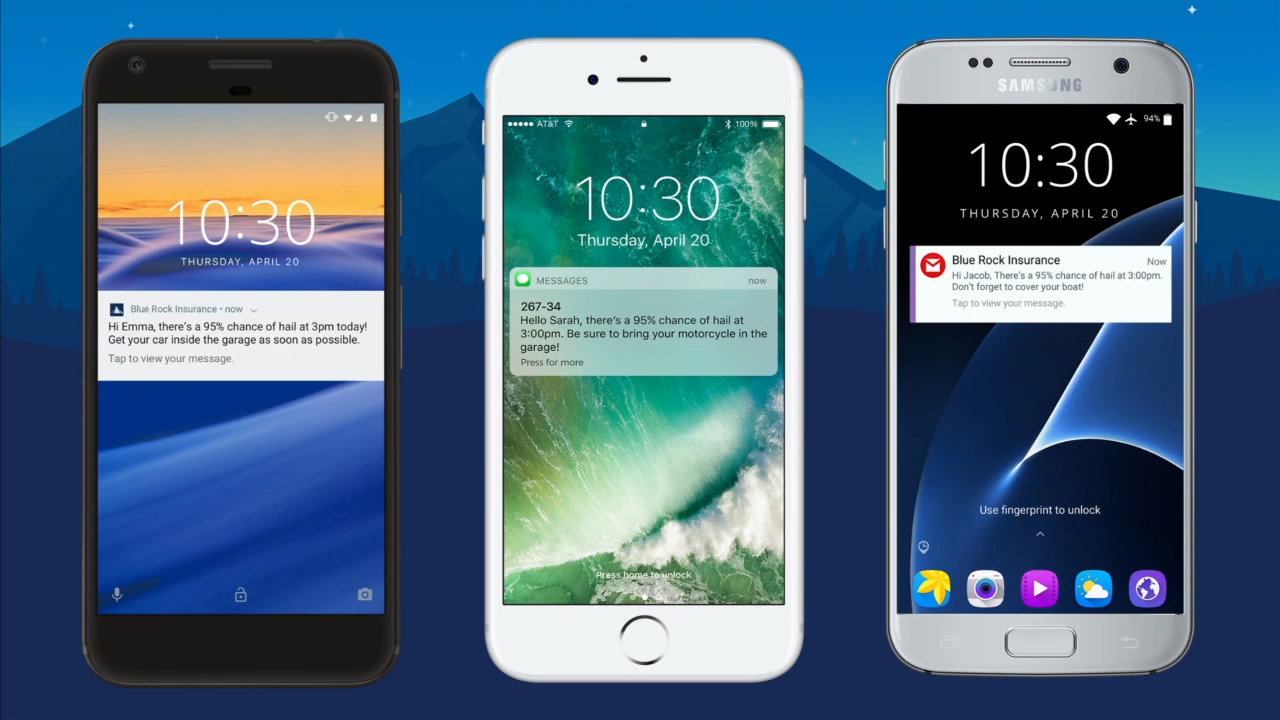 10:30
THURSDAY, APRIL 20
Blue Rock Insurance • now
Hi Emma, there's a 95% chance of hail at 3pm today!
Get your car inside the garage as soon as possible.
Tap to view your message.
AT&T
100%
10:30
Thursday, April 20
MESSAGES now
267-34
Hello Sarah, there's a 95% chance of hail at
3:00pm. Be sure to bring your motorcycle in the
garage!
Press for more
Press home to unlock
SAMSUNG
94%
10:30
THURSDAY, APRIL 20
Blue Rock Insurance Now
Hi Jacob, There's a 95% chance of hail at 3:00pm.
Don't forget to cover your boat!
Tap to view your message.
Use fingerprint to unlock